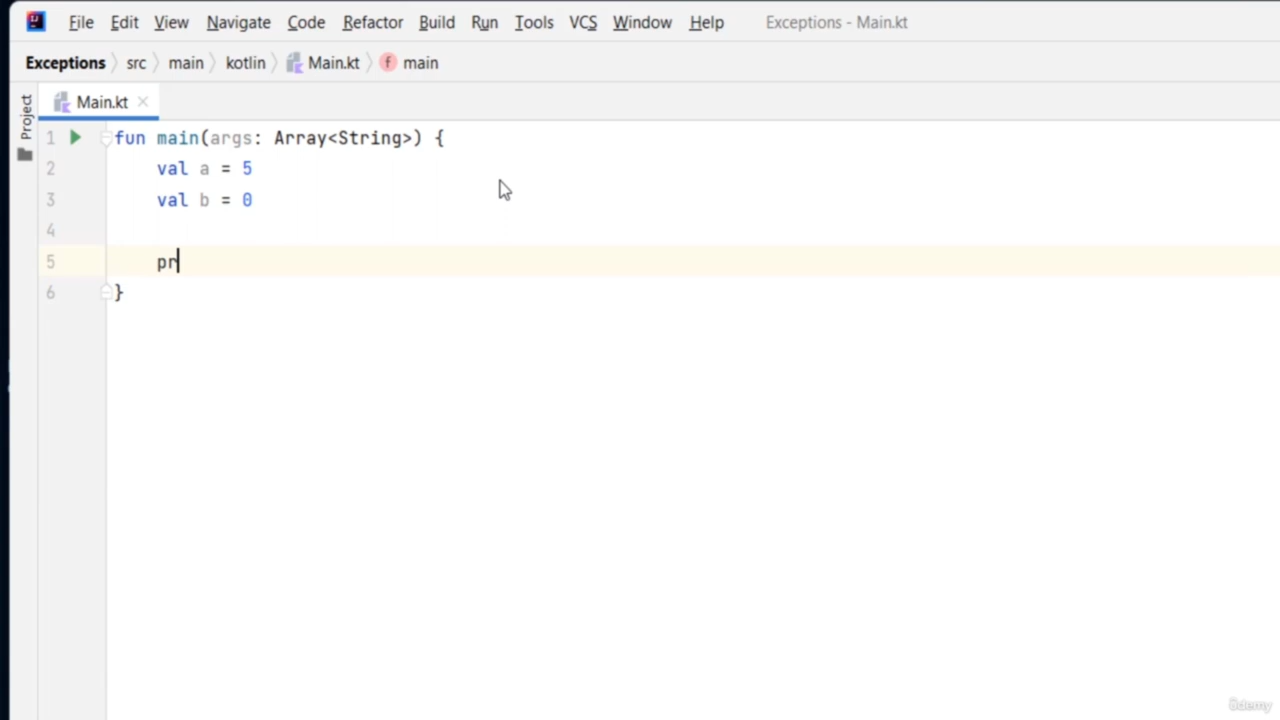 File Edit View Navigate Code Refactor Build Run Tools VCS Window Help Exceptions - Main.kt
Exceptions src main kotlin Main.kt f main
Project
Main.kt
1 fun main(args: Array<String>) {
2 val a = 5
3 val b = 0
4
5 pr
6 }
ûdemy